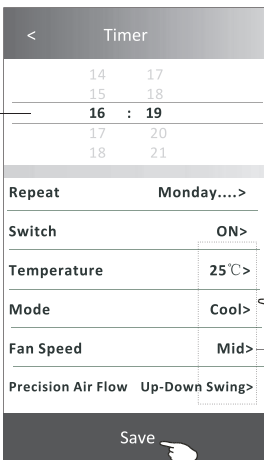 < Timer
14 17
15 18
16 : 19
17 20
18 21
Repeat Monday....>
Switch ON>
Temperature 25℃>
Mode Cool>
Fan Speed Mid>
Precision Air Flow Up-Down Swing>
Save